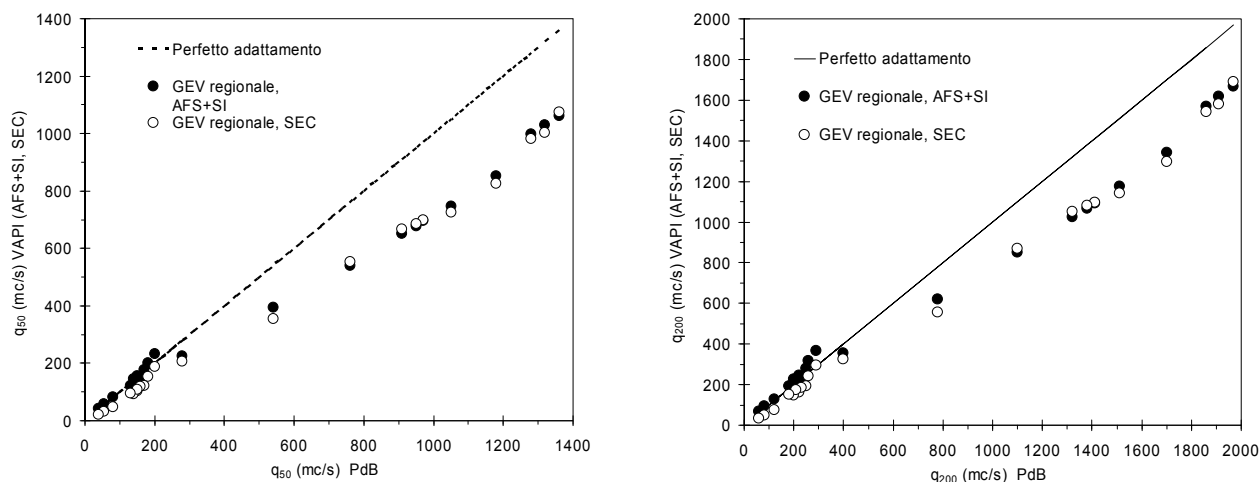 1400
1200
1000
800
600
400
200
0
q50 (mc/s) VAPI (AFS+SI, SEC)
Perfetto adattamento
GEV regionale,
AFS+SI
GEV regionale, SEC
0 200 400 600 800 1000 1200 1400
q50 (mc/s) PdB
2000
1800
1600
1400
1200
1000
800
600
400
200
0
q200 (mc/s) VAPI (AFS+SI, SEC)
Perfetto adattamento
GEV regionale, AFS+SI
GEV regionale, SEC
0 200 400 600 800 1000 1200 1400 1600 1800 2000
q200 (mc/s) PdB